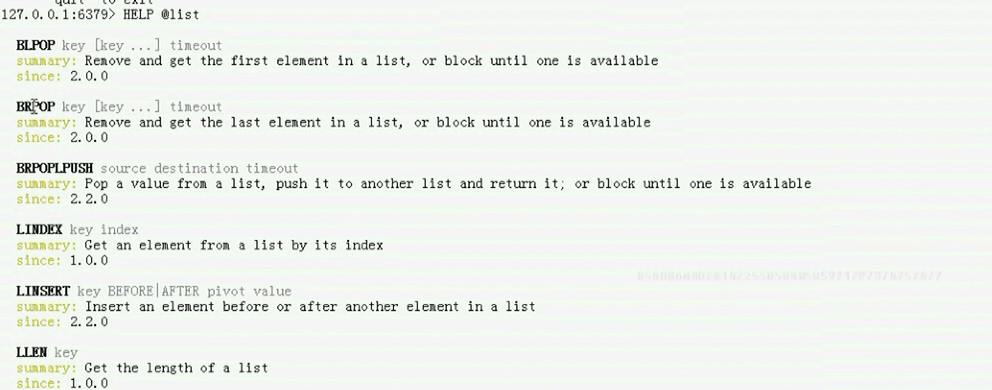 127.0.0.1:6379> HELP @list
BLPOP key [key ...] timeout
summary: Remove and get the first element in a list, or block until one is available
since: 2.0.0
BRPOP key [key ...] timeout
summary: Remove and get the last element in a list, or block until one is available
since: 2.0.0
BRPOPLPUSH source destination timeout
summary: Pop a value from a list, push it to another list and return it; or block until one is available
since: 2.2.0
LINDEX key index
summary: Get an element from a list by its index
since: 1.0.0
LINSERT key BEFORE|AFTER pivot value
summary: Insert an element before or after another element in a list
since: 2.2.0
LLEN key
summary: Get the length of a list
since: 1.0.0